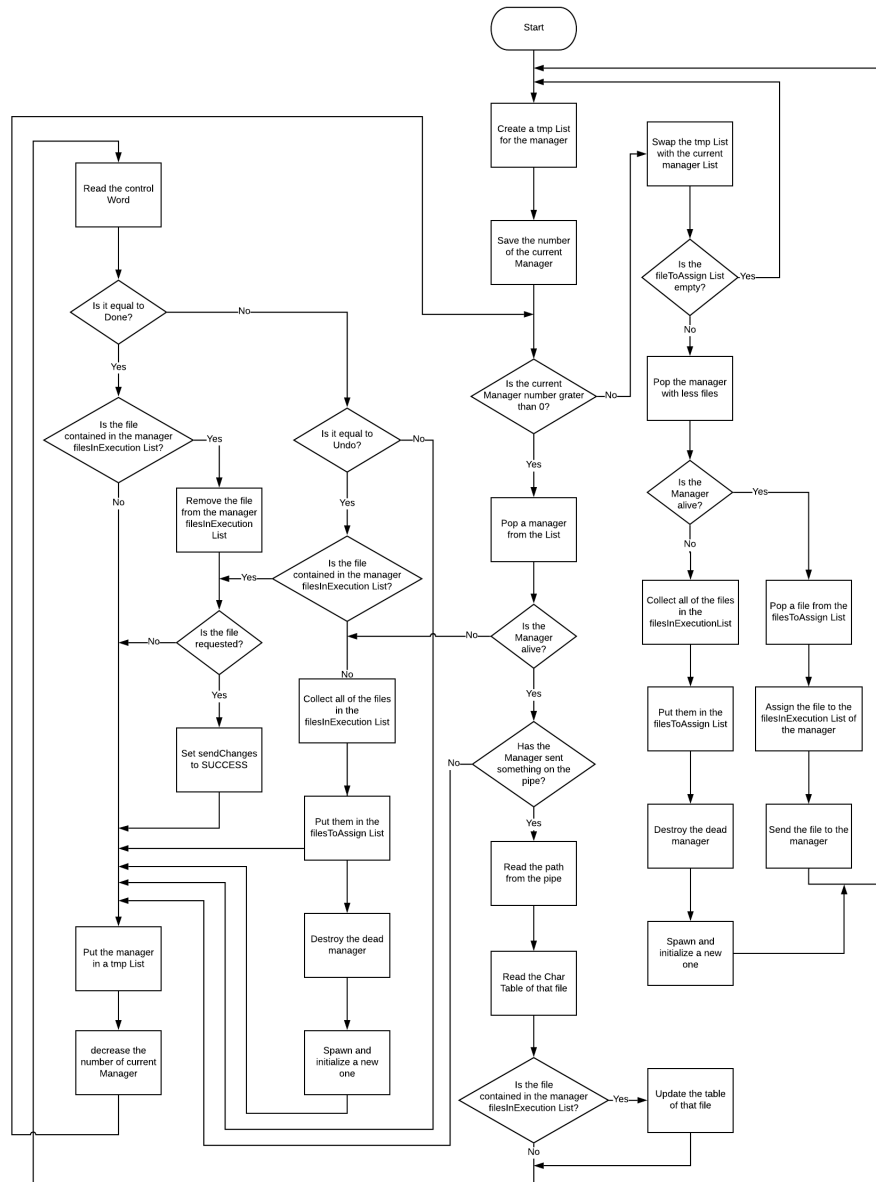 Start
Create a tmp List
for the manager
Swap the tmp List
with the current
manager List
Read the control
Word
Save the number
of the current
Manager
Is the
fileToAssign List
empty?
Yes
Is it equal to
Done?
No
No
Yes
Is the current
Manager number grater
than 0?
No
Pop the manager
with less files
Is the file
contained in the manager
filesInExecution List?
Yes
Is it equal to
Undo?
No
Yes
Is the
Manager
alive?
Yes
No
Remove the file
from the manager
filesInExecution
List
Yes
Pop a manager
from the List
No
Is the file
contained in the manager
filesInExecution List?
Yes
Collect all of the files
in the
filesInExecutionList
Pop a file from the
filesToAssign List
Is the file
requested?
No
Is the
Manager
alive?
No
No
Yes
Yes
Collect all of the files
in the
filesInExecution List
Put them in the
filesToAssign List
Assign the file to the
filesInExecution List of
the manager
Set sendChanges
to SUCCESS
Has the
Manager sent
something on the
pipe?
No
Yes
Put them in the
filesToAssign List
Destroy the dead
manager
Send the file to the
manager
Read the path
from the pipe
Put the manager
in a tmp List
Destroy the dead
manager
Spawn and
initialize a new
one
Read the Char
Table of that file
decrease the
number of current
Manager
Spawn and
initialize a new
one
Is the file
contained in the manager
filesInExecution List?
Yes
Update the table
of that file
No